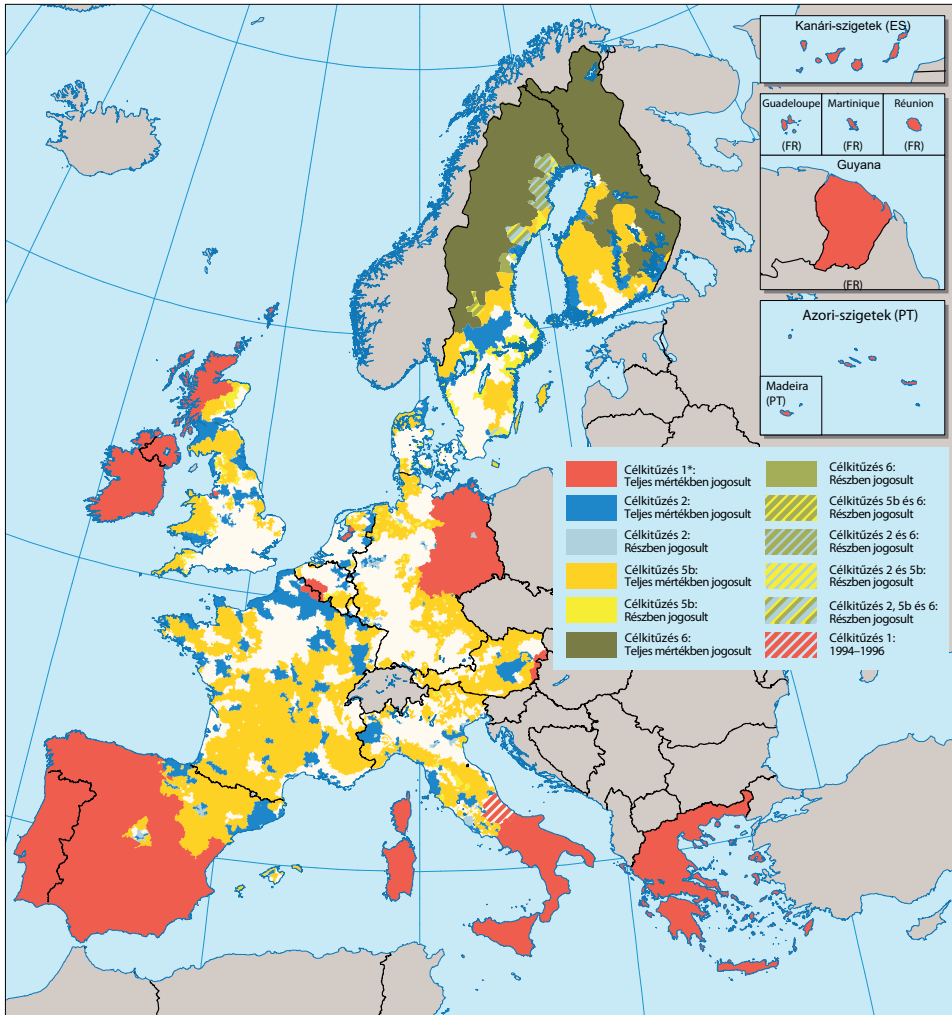 Kanári-szigetek (ES)
Guadeloupe
(FR)
Martinique
(FR)
Réunion
(FR)
Guyana
(FR)
Azori-szigetek (PT)
Madeira
(PT)
Célkitűzés 1*:
Teljes mértékben jogosult
Célkitűzés 2:
Teljes mértékben jogosult
Célkitűzés 2:
Részben jogosult
Célkitűzés 5b:
Teljes mértékben jogosult
Célkitűzés 5b:
Részben jogosult
Célkitűzés 6:
Teljes mértékben jogosult
Célkitűzés 6:
Részben jogosult
Célkitűzés 5b és 6:
Részben jogosult
Célkitűzés 2 és 6:
Részben jogosult
Célkitűzés 2 és 5b:
Részben jogosult
Célkitűzés 2, 5b és 6:
Részben jogosult
Célkitűzés 1:
1994–1996